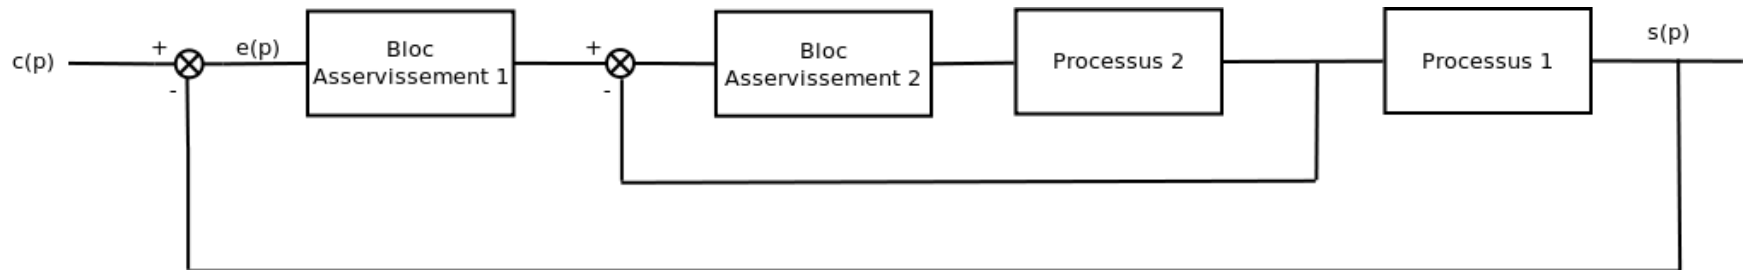 c(p)
+
-
e(p)
Bloc
Asservissement 1
+
-
Bloc
Asservissement 2
Processus 2
Processus 1
s(p)